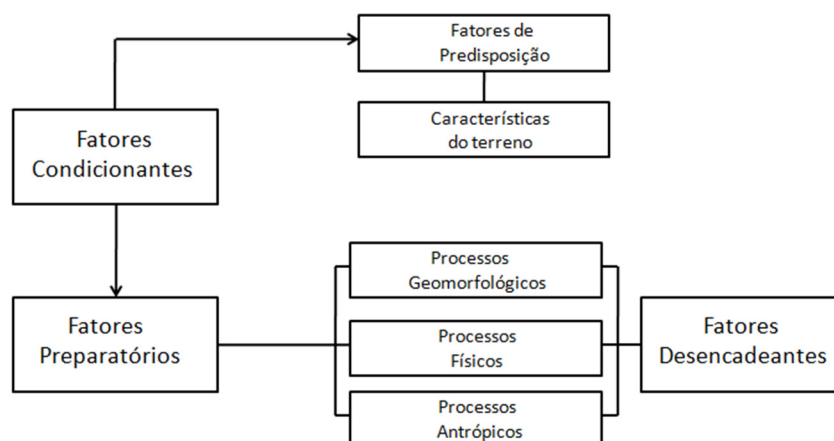 Fatores de
Predisposição
Características
do terreno
Fatores
Condicionantes
Processos
Geomorfológicos
Fatores
Preparatórios
Processos
Físicos
Fatores
Desencadeantes
Processos
Antrópicos